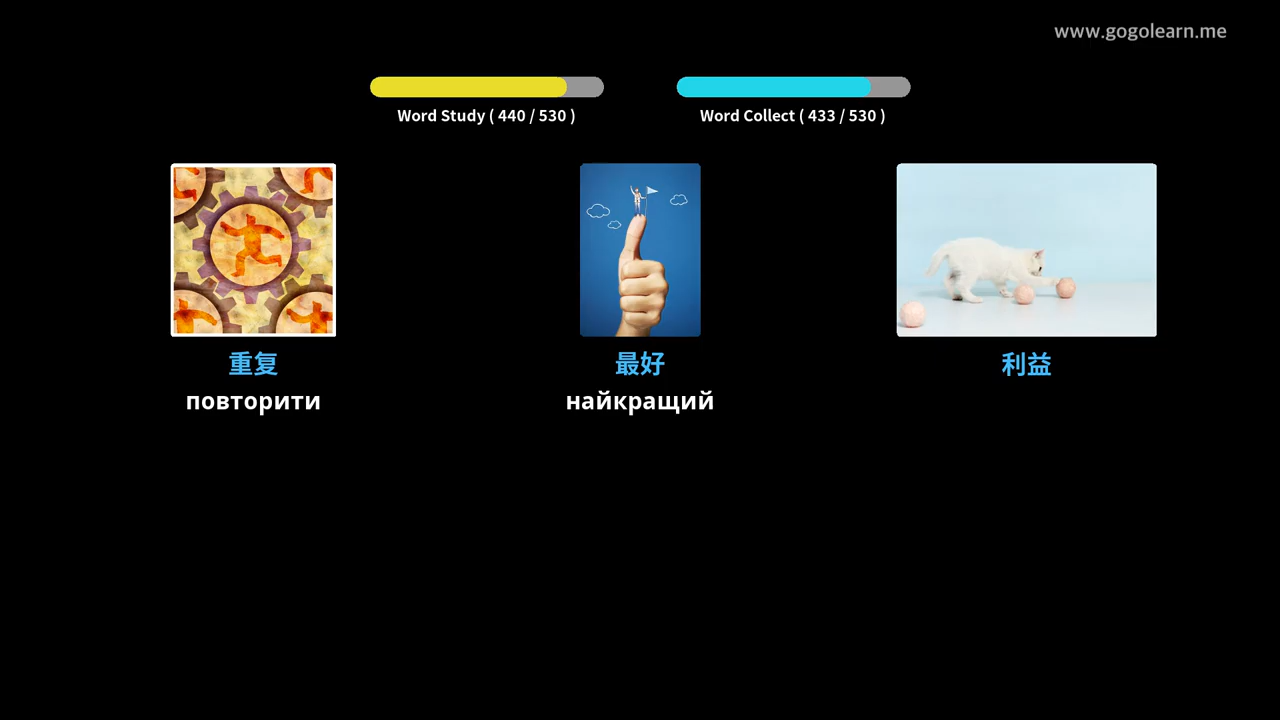 www.gogolearn.me
Word Study ( 440 / 530 )
Word Collect ( 433 / 530 )
重复
最好
利益
повторити
найкращий